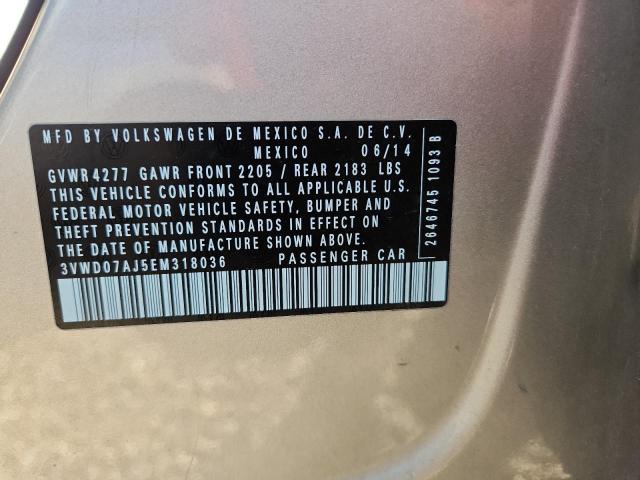 MFD BY VOLKSWAGEN DE MEXICO S.A. DE C.V.
MEXICO 06/14
GVWR 4277 GAWR FRONT 2205 / REAR 2183 LBS
THIS VEHICLE CONFORMS TO ALL APPLICABLE U.S.
FEDERAL MOTOR VEHICLE SAFETY, BUMPER AND
THEFT PREVENTION STANDARDS IN EFFECT ON
THE DATE OF MANUFACTURE SHOWN ABOVE.
3VWD07AJ5EM318036 PASSENGER CAR
2646745 1093 B